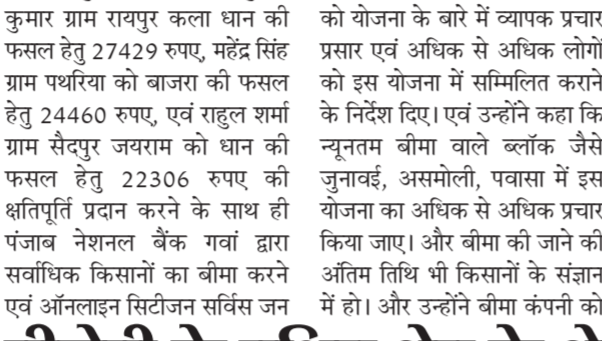 कुमार ग्राम रायपुर कला धान की
फसल हेतु 27429 रुपए, महेंद्र सिंह
ग्राम पथरिया को बाजरा की फसल
हेतु 24460 रुपए, एवं राहुल शर्मा
ग्राम सैदपुर जयराम को धान की
फसल हेतु 22306 रुपए की
क्षतिपूर्ति प्रदान करने के साथ ही
पंजाब नेशनल बैंक गवां द्वारा
सर्वाधिक किसानों का बीमा करने
एवं ऑनलाइन सिटीजन सर्विस जन
को योजना के बारे में व्यापक प्रचार
प्रसार एवं अधिक से अधिक लोगों
को इस योजना में सम्मिलित कराने
के निर्देश दिए। एवं उन्होंने कहा कि
न्यूनतम बीमा वाले ब्लॉक जैसे
जुनावई, असमोली, पवासा में इस
योजना का अधिक से अधिक प्रचार
किया जाए। और बीमा की जाने की
अंतिम तिथि भी किसानों के संज्ञान
में हो। और उन्होंने बीमा कंपनी को